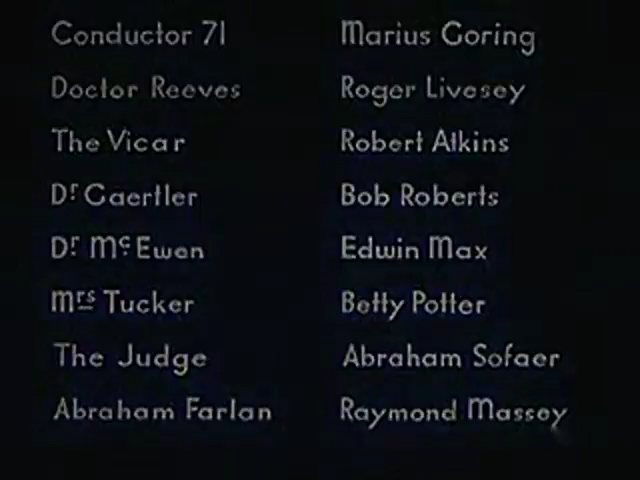 Conductor 71 Marius Goring
Doctor Reeves Roger Livesey
The Vicar Robert Atkins
Dr Gaertler Bob Roberts
Dr McEwen Edwin Max
Mrs Tucker Betty Potter
The Judge Abraham Sofaer
Abraham Farlan Raymond Massey